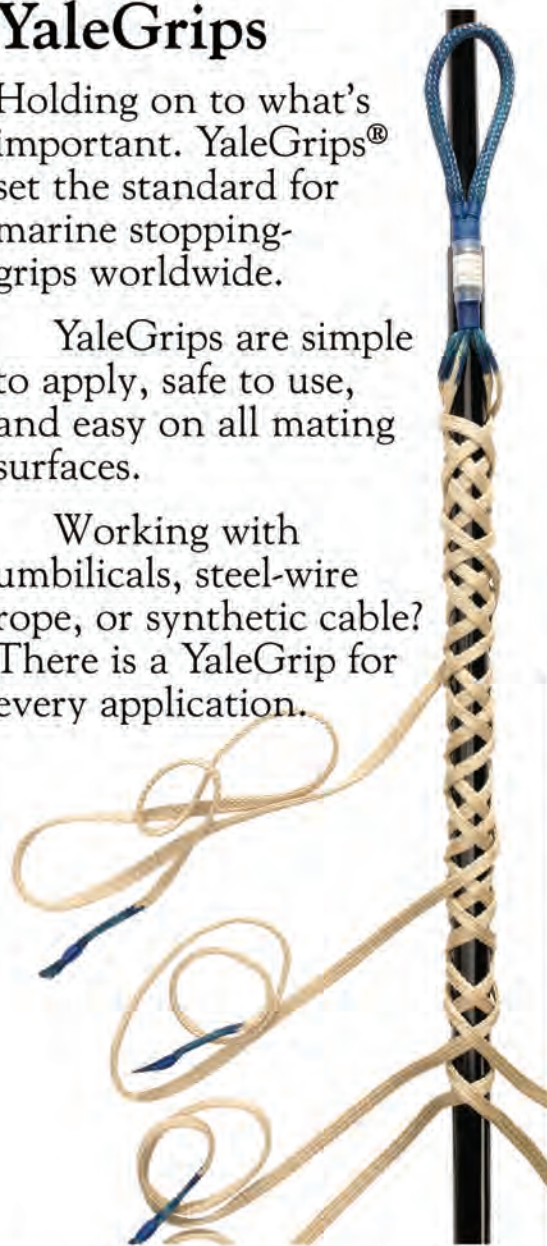 YaleGrips
Holding on to what's
important. YaleGrips®
set the standard for
marine stopping-
grips worldwide.
YaleGrips are simple
to apply, safe to use,
and easy on all mating
surfaces.
Working with
umbilicals, steel-wire
rope, or synthetic cable?
There is a YaleGrip for
every application.